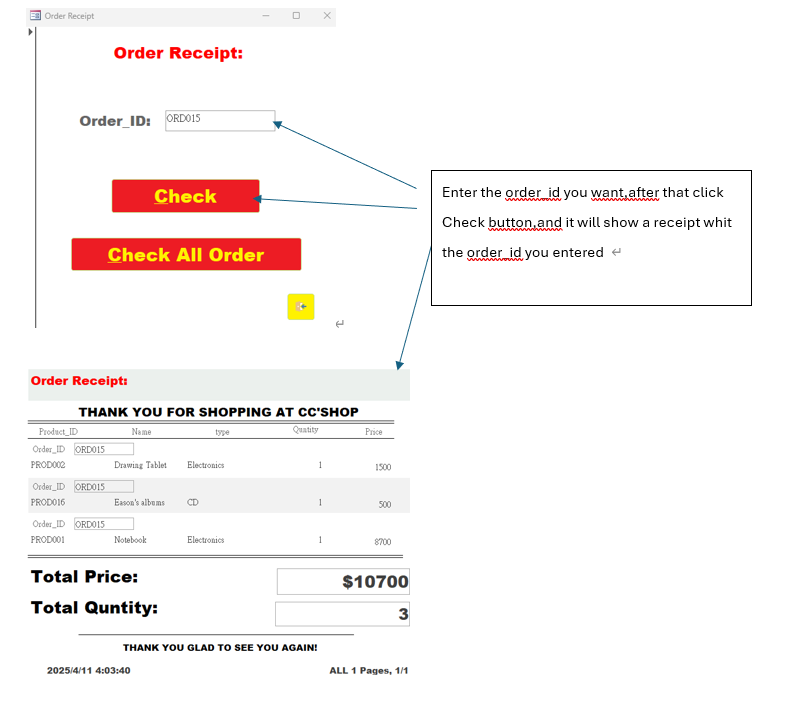 Order Receipt
Order Receipt:
Order_ID: ORD015
Check
Check All Order
Enter the order_id you want,after that click
Check button,and it will show a receipt whit
the order_id you entered ↵
↵
Order Receipt:
THANK YOU FOR SHOPPING AT CC'SHOP
Product_ID Name type Quatity Price
Order_ID ORD015
PROD002 Drawing Tablet Electronics 1 1500
Order_ID ORD015
PROD016 Eason's albums CD 1 500
Order_ID ORD015
PROD001 Notebook Electronics 1 8700
Total Price: $10700
Total Quntity: 3
THANK YOU GLAD TO SEE YOU AGAIN!
2025/4/11 4:03:40 ALL 1 Pages, 1/1